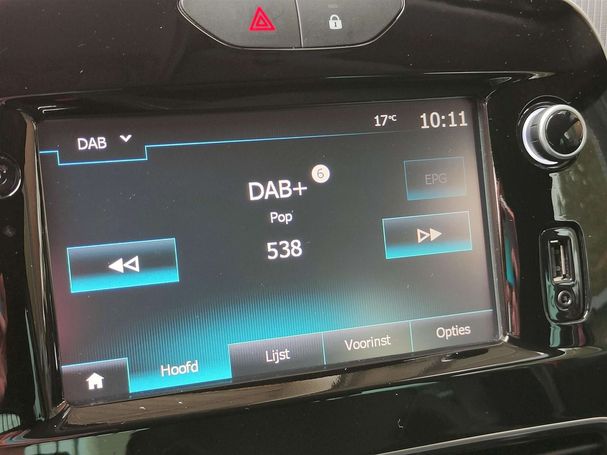 17°C 10:11
DAB
6
DAB+
EPG
Pop
538
Hoofd
Lijst
Voorinst
Opties